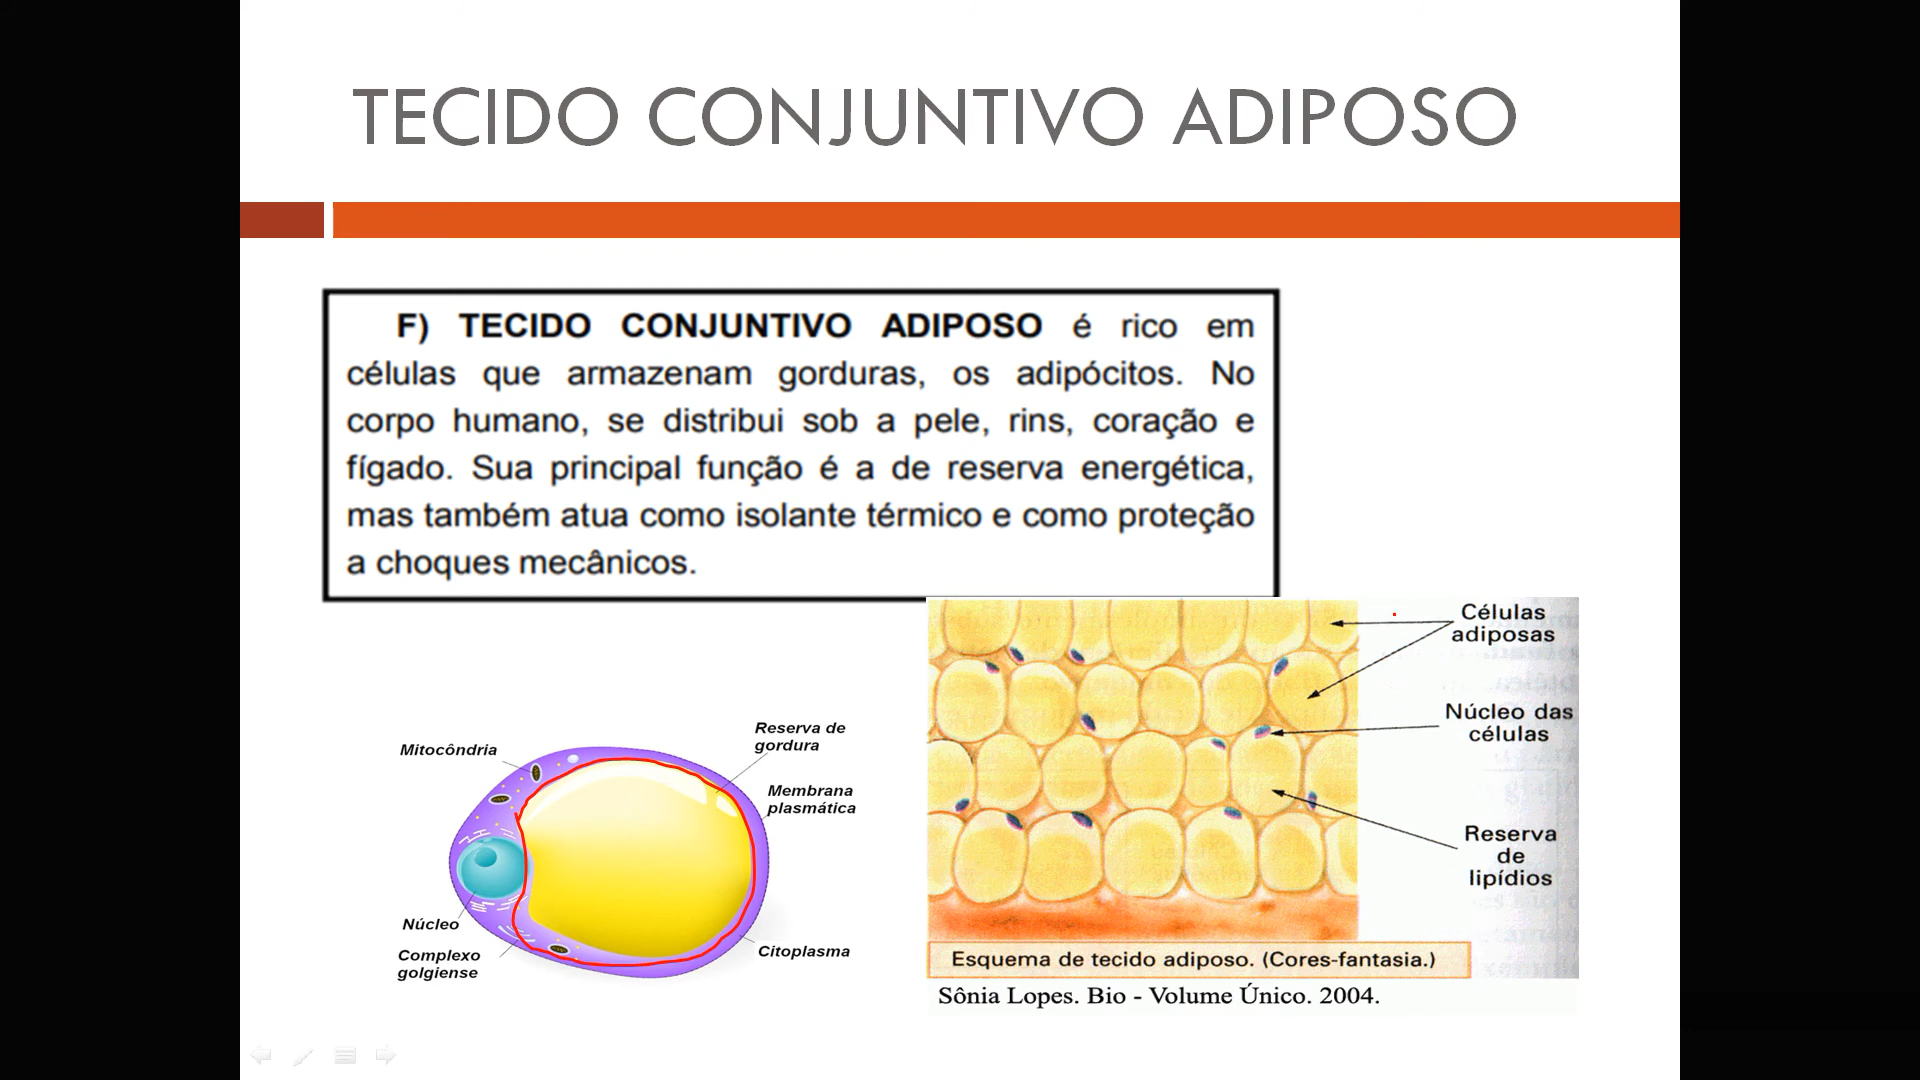 TECIDO CONJUNTIVO ADIPOSO
F) TECIDO CONJUNTIVO ADIPOSO é rico em
células que armazenam gorduras, os adipócitos. No
corpo humano, se distribui sob a pele, rins, coração e
fígado. Sua principal função é a de reserva energética,
mas também atua como isolante térmico e como proteção
a choques mecânicos.
Mitocôndria
Reserva de
gordura
Membrana
plasmática
Núcleo
Complexo
golgiense
Citoplasma
Células
adiposas
Núcleo das
células
Reserva
de
lipídios
Esquema de tecido adiposo. (Cores-fantasia.)
Sônia Lopes. Bio - Volume Único. 2004.